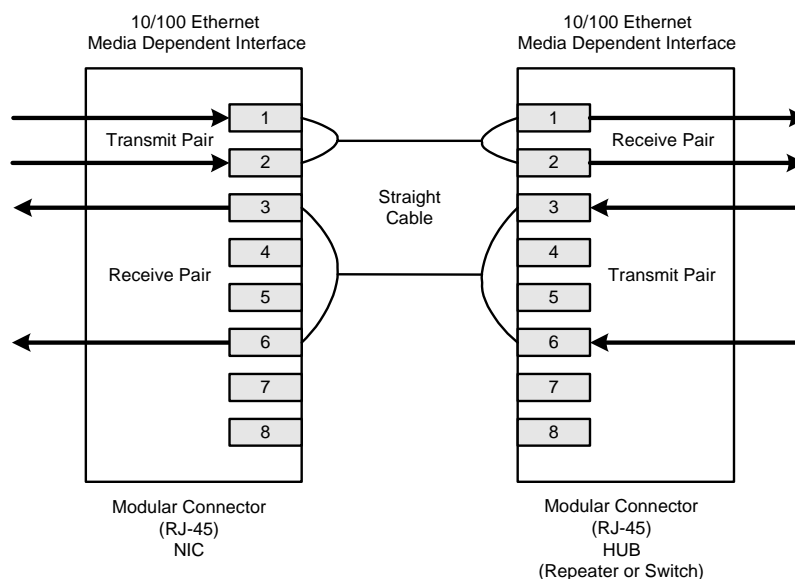 10/100 Ethernet
Media Dependent Interface
1
Transmit Pair
2
3
4
Receive Pair
5
6
7
8
Modular Connector
(RJ-45)
NIC
Straight
Cable
10/100 Ethernet
Media Dependent Interface
1
Receive Pair
2
3
4
Transmit Pair
5
6
7
8
Modular Connector
(RJ-45)
HUB
(Repeater or Switch)